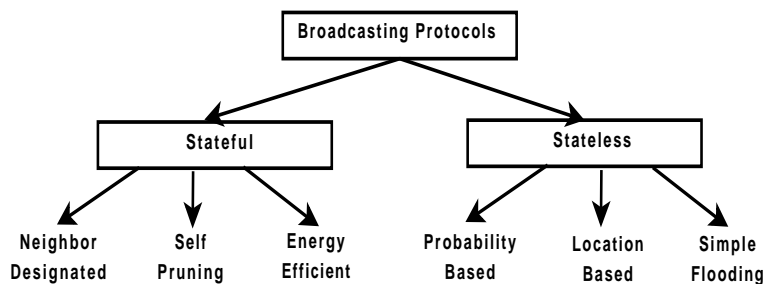 Broadcasting Protocols
Stateful
Stateless
Neighbor
Designated
Self
Pruning
Energy
Efficient
Probability
Based
Location
Based
Simple
Flooding